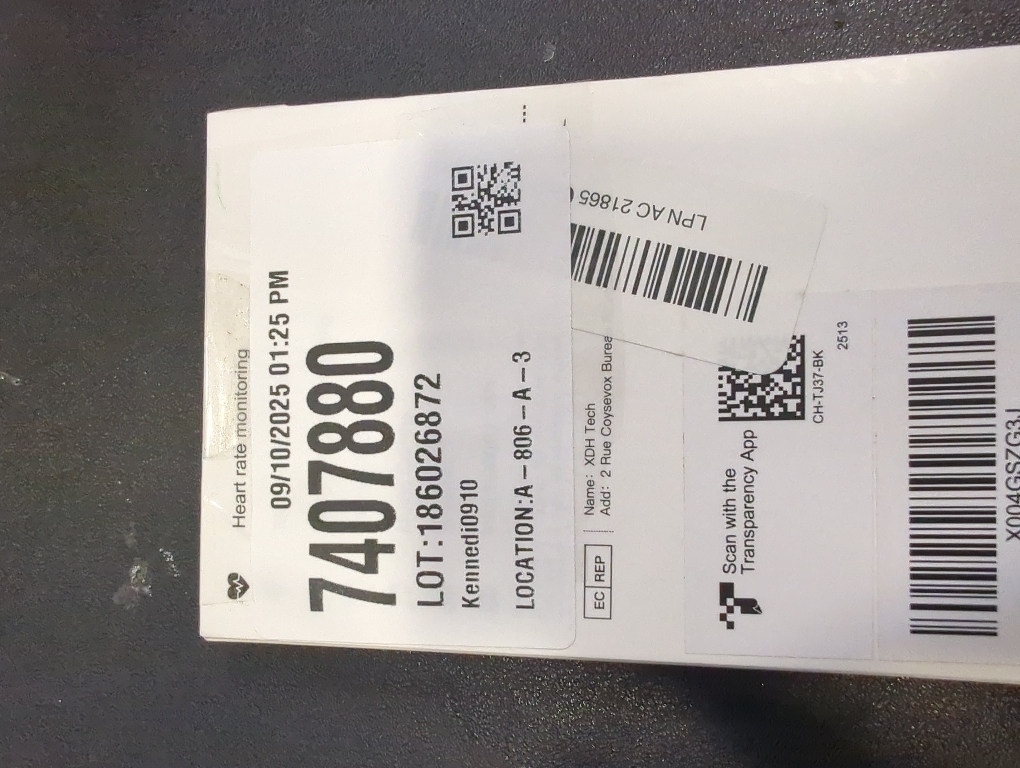 Heart rate monitoring
09/10/2025 01:25 PM
7407880
LOT:186026872
Kennedi0910
LOCATION:A-806-A-3
LPN AC 21865
EC REP
Name: XDH Tech
Add: 2 Rue Coysevox Burea
Scan with the
Transparency App
CH-TJ37-BK
2513
X004GSZG3J